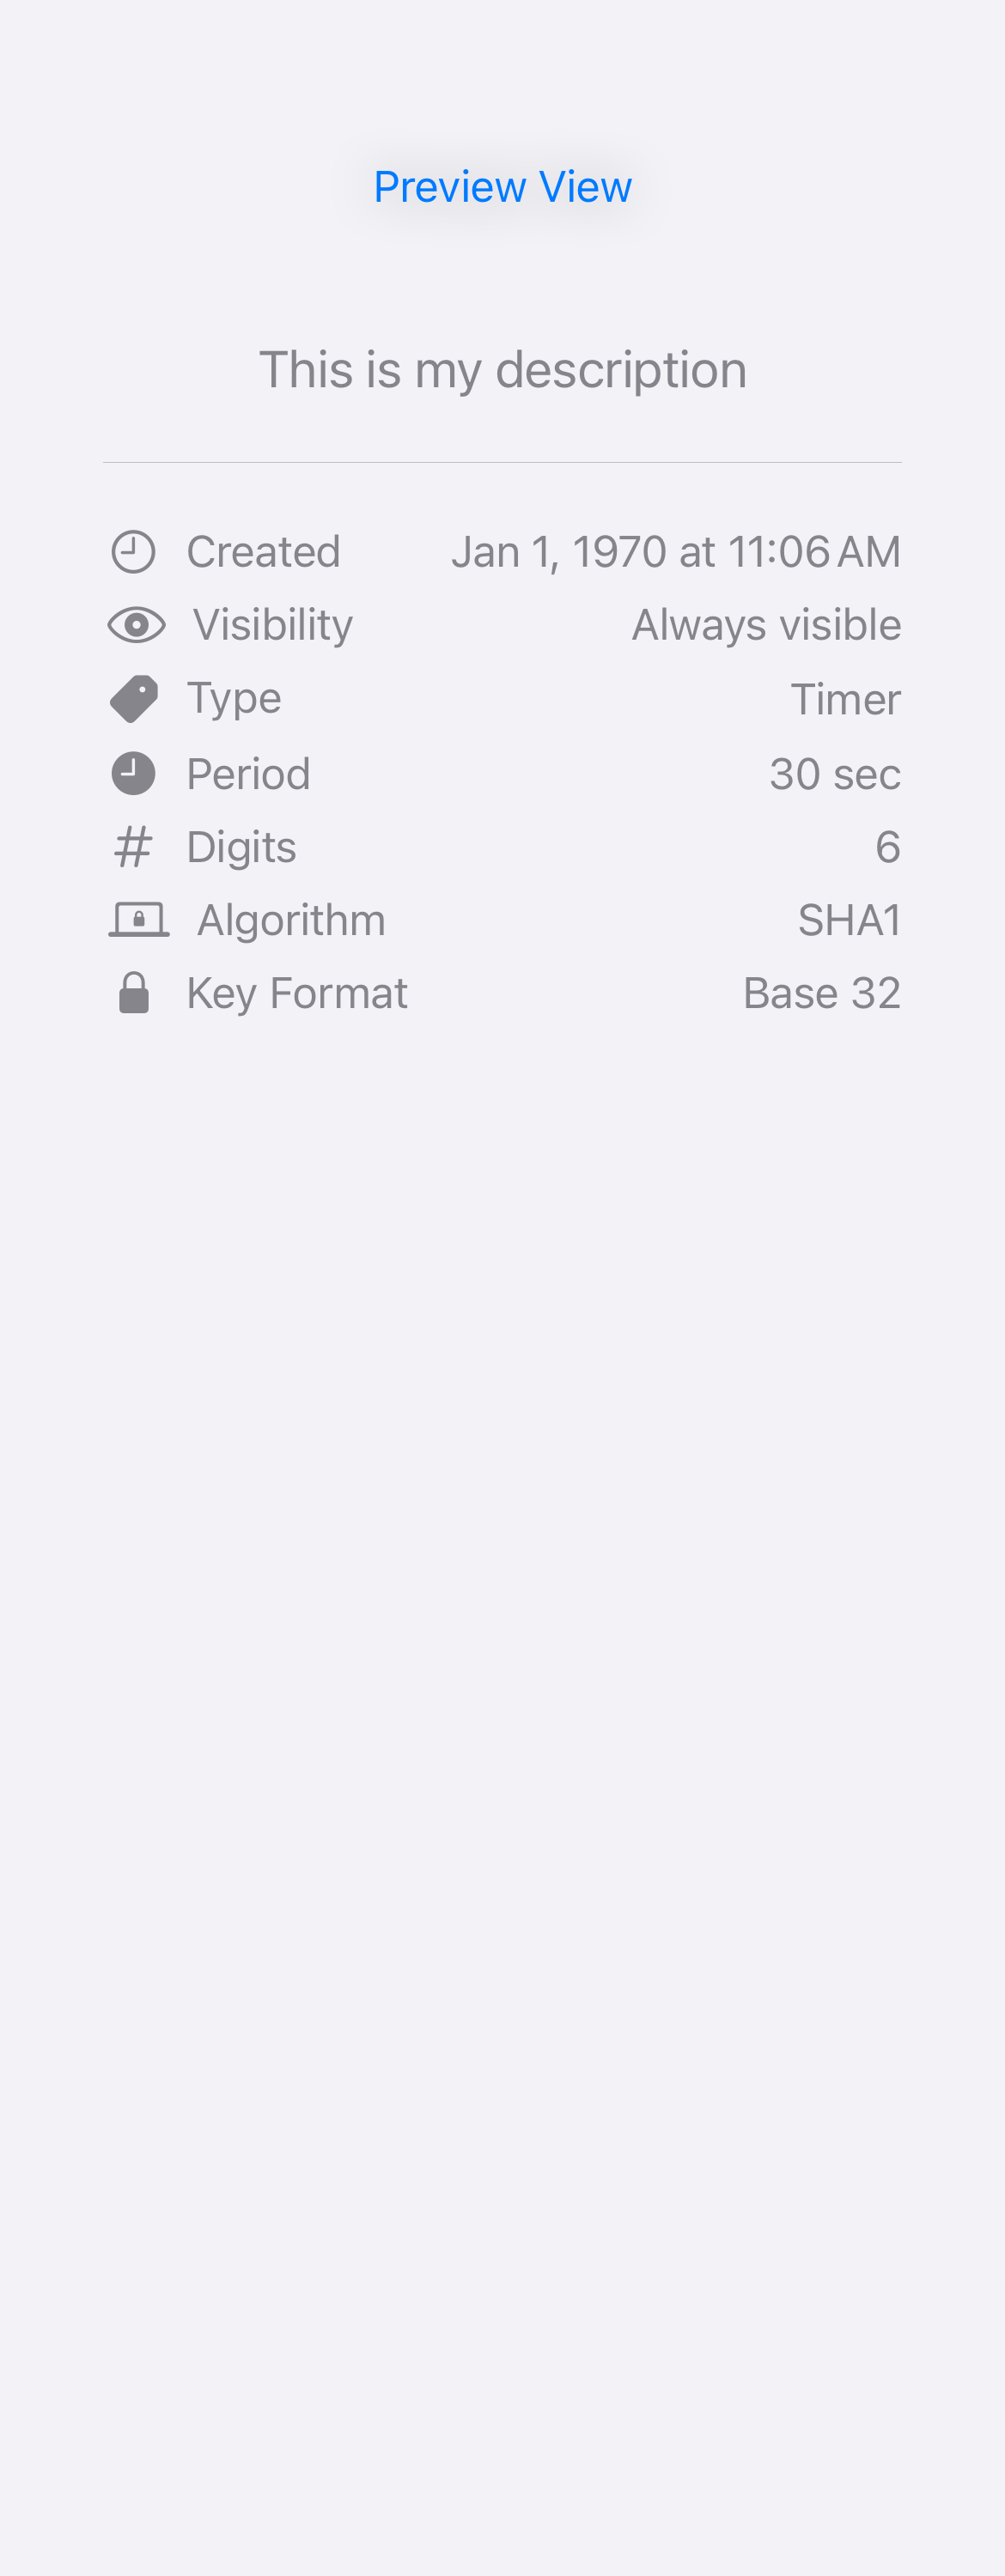 Preview View
This is my description
Created Jan 1, 1970 at 11:06 AM
Visibility Always visible
Type Timer
Period 30 sec
Digits 6
Algorithm SHA1
Key Format Base 32